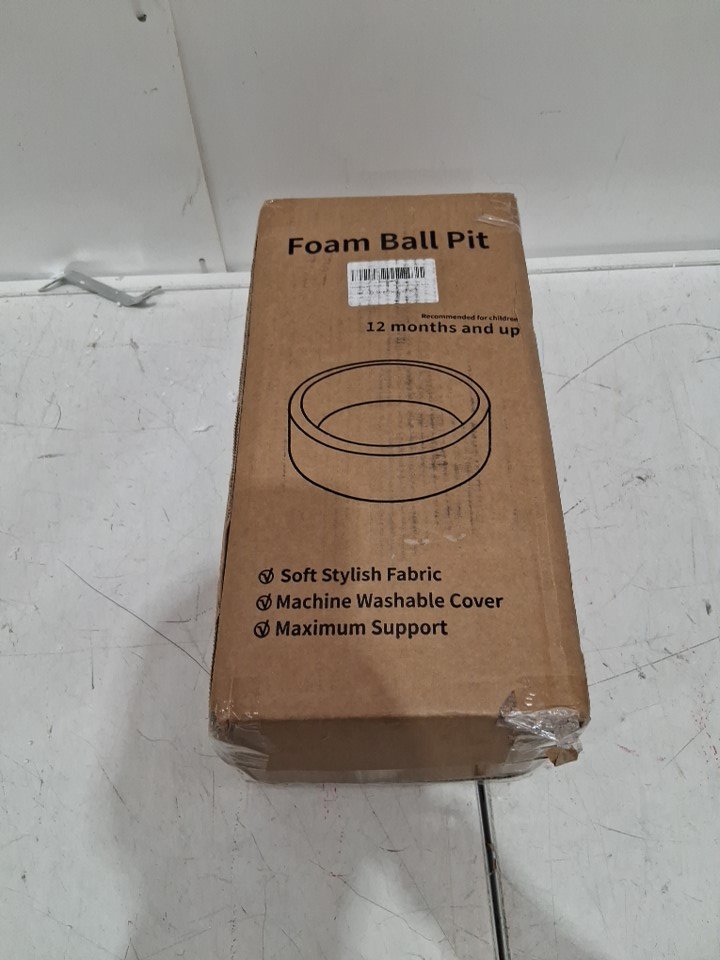 Foam Ball Pit
Recommended for children
12 months and up
Soft Stylish Fabric
Machine Washable Cover
Maximum Support